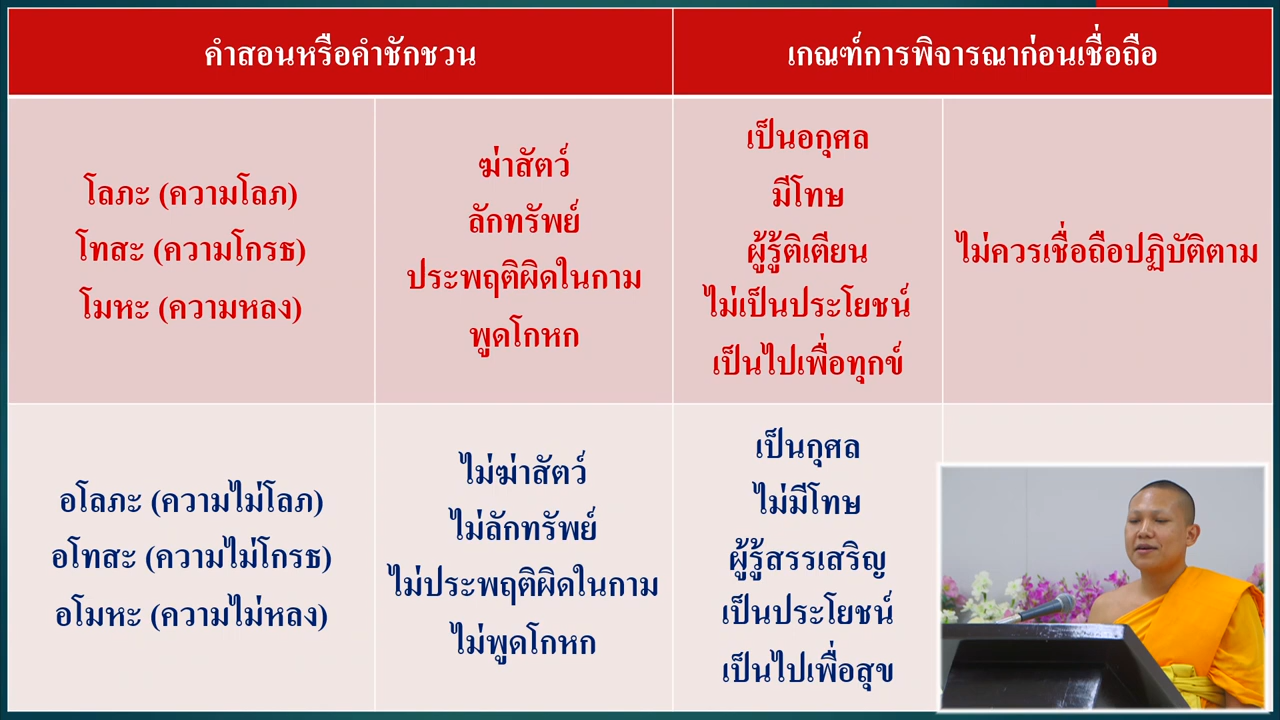 คำสอนหรือคำชักชวน
เกณฑ์การพิจารณาก่อนเชื่อถือ
โลภะ (ความโลภ)
โทสะ (ความโกรธ)
โมหะ (ความหลง)
ฆ่าสัตว์
ลักทรัพย์
ประพฤติผิดในกาม
พูดโกหก
เป็นอกุศล
มีโทษ
ผู้รู้ติเตียน
ไม่เป็นประโยชน์
เป็นไปเพื่อทุกข์
ไม่ควรเชื่อถือปฏิบัติตาม
อโลภะ (ความไม่โลภ)
อโทสะ (ความไม่โกรธ)
อโมหะ (ความไม่หลง)
ไม่ฆ่าสัตว์
ไม่ลักทรัพย์
ไม่ประพฤติผิดในกาม
ไม่พูดโกหก
เป็นกุศล
ไม่มีโทษ
ผู้รู้สรรเสริญ
เป็นประโยชน์
เป็นไปเพื่อสุข